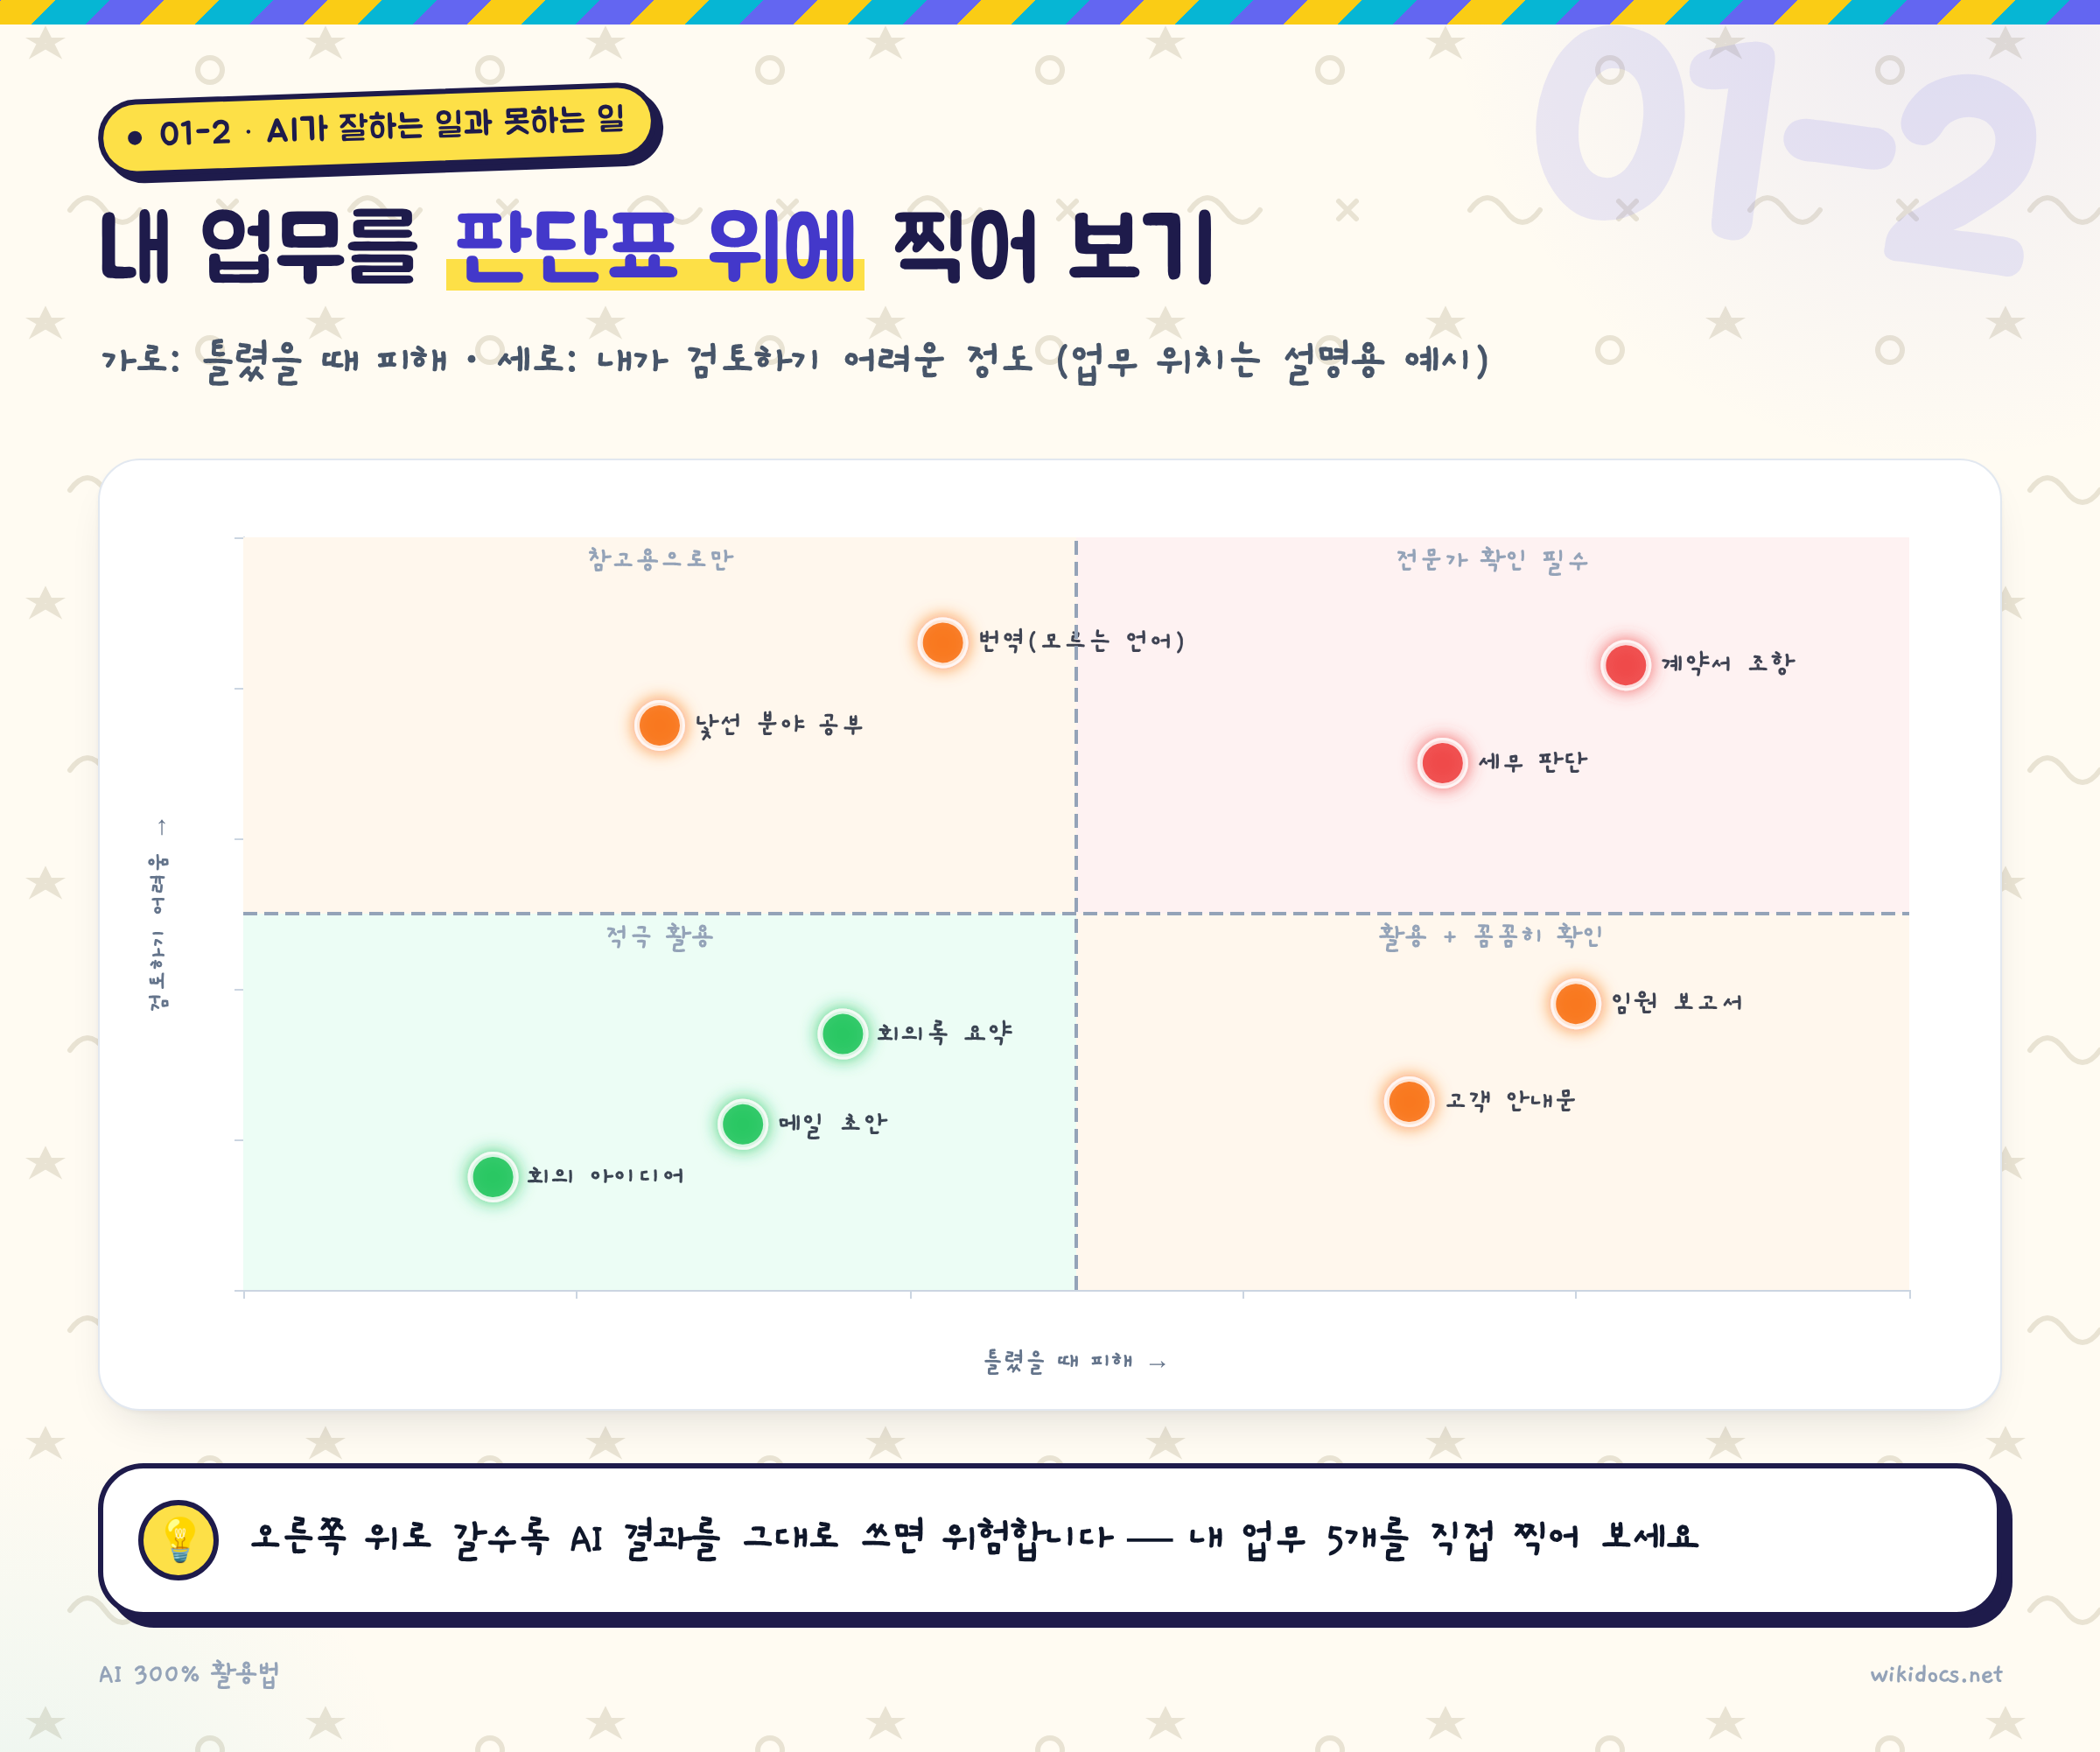 01-2
• 01-2 · AI가 잘하는 일과 못하는 일
내 업무를 판단표 위에 찍어 보기
가로: 틀렸을 때 피해 · 세로: 내가 검토하기 어려운 정도 (업무 위치는 설명용 예시)
참고용으로만
전문가 확인 필수
번역(모르는 언어)
계약서 조항
낯선 분야 공부
세무 판단
검토하기 어려움 →
적극 활용
활용 + 꼼꼼히 확인
임원 보고서
회의록 요약
고객 안내문
메일 초안
회의 아이디어
틀렸을 때 피해 →
오른쪽 위로 갈수록 AI 결과를 그대로 쓰면 위험합니다 — 내 업무 5개를 직접 찍어 보세요
AI 300% 활용법
wikidocs.net